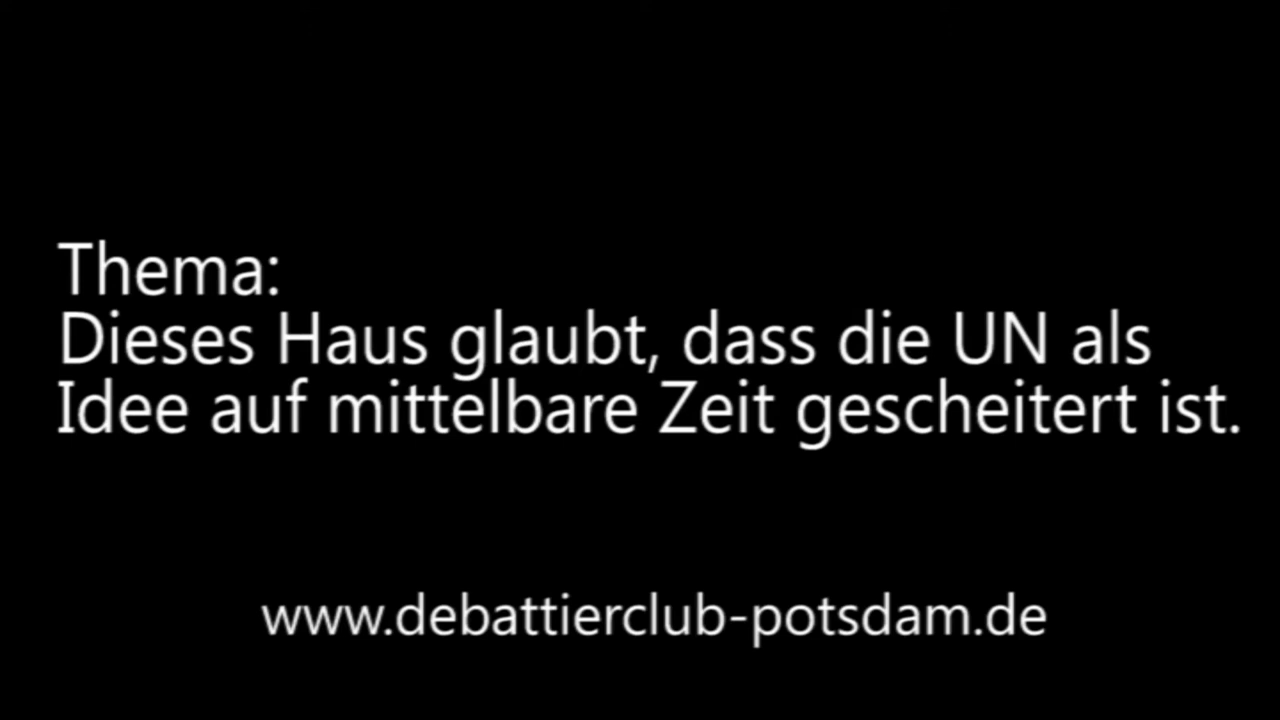 Thema:
Dieses Haus glaubt, dass die UN als
Idee auf mittelbare Zeit gescheitert ist.
www.debattierclub-potsdam.de